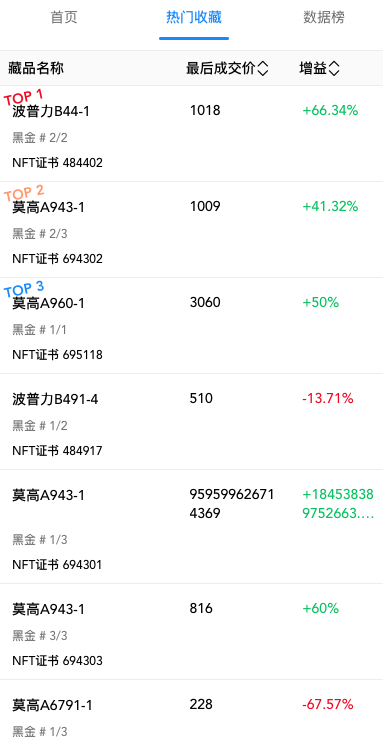 首页 热门收藏 数据榜
藏品名称 最后成交价 增益
TOP 1
波普力B44-1 1018 +66.34%
黑金 # 2/2
NFT证书 484402
TOP 2
莫高A943-1 1009 +41.32%
黑金 # 2/3
NFT证书 694302
TOP 3
莫高A960-1 3060 +50%
黑金 # 1/1
NFT证书 695118
波普力B491-4 510 -13.71%
黑金 # 1/2
NFT证书 484917
莫高A943-1 95959962671 +18453838
4369 9752663....
黑金 # 1/3
NFT证书 694301
莫高A943-1 816 +60%
黑金 # 3/3
NFT证书 694303
莫高A6791-1 228 -67.57%
黑金 # 1/3